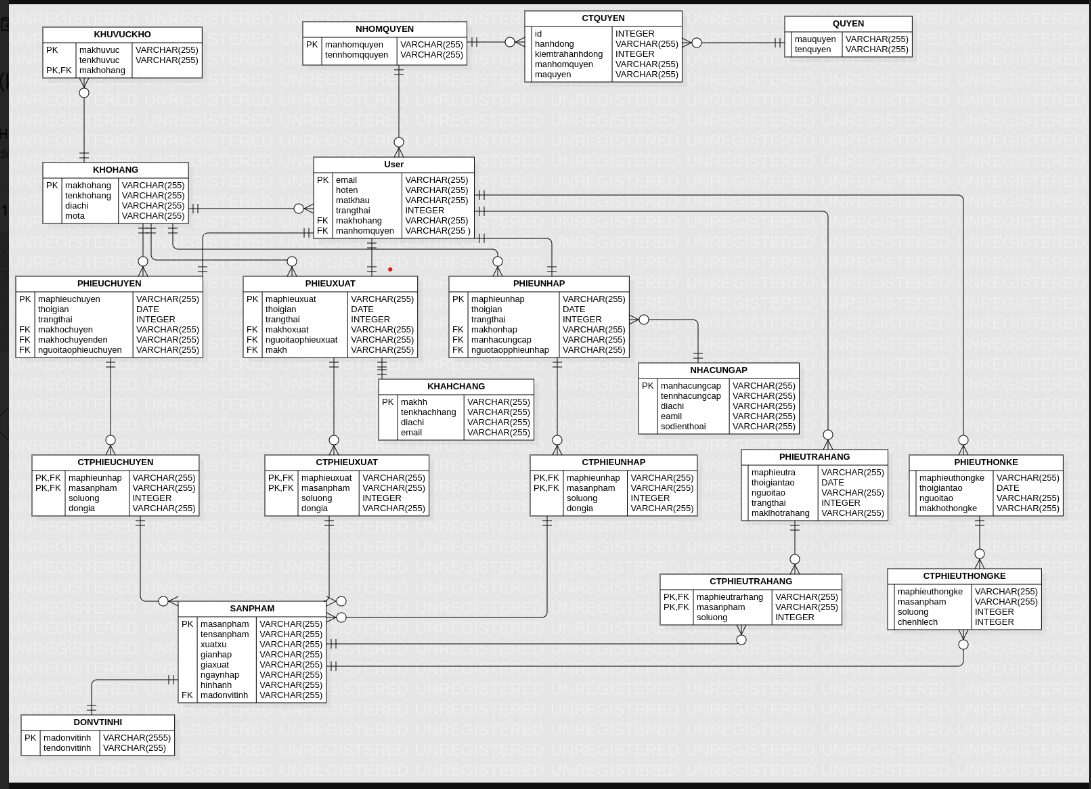 KHUVUCKHO
PK makhuvuc VARCHAR(255)
tenkhuvuc VARCHAR(255)
PK,FK makhohang
NHOMQUYEN
PK manhomquyen VARCHAR(255)
tennhomqquyen VARCHAR(255)
CTQUYEN
id INTEGER
hanhdong VARCHAR(255)
kiemtrahanhdong INTEGER
manhomquyen VARCHAR(255)
maquyen VARCHAR(255)
QUYEN
mauquyen VARCHAR(255)
tenquyen VARCHAR(255)
KHOHANG
PK makhohang VARCHAR(255)
tenkhohang VARCHAR(255)
diachi VARCHAR(255)
mota VARCHAR(255)
User
PK email VARCHAR(255)
hoten VARCHAR(255)
matkhau VARCHAR(255)
trangthai INTEGER
FK makhohang VARCHAR(255)
FK manhomquyen VARCHAR(255 )
PHIEUCHUYEN
PK maphieuchuyen VARCHAR(255)
thoigian DATE
trangthai INTEGER
FK makhochuyen VARCHAR(255)
FK makhochuyenden VARCHAR(255)
FK nguoitaophieuchuyen VARCHAR(255)
PHIEUXUAT
PK maphieuxuat VARCHAR(255)
thoigian DATE
trangthai INTEGER
FK makhoxuat VARCHAR(255)
FK nguoitaophieuxuat VARCHAR(255)
FK makh VARCHAR(255)
PHIEUNHAP
PK maphieunhap VARCHAR(255)
thoigian DATE
trangthai INTEGER
FK makhonhap VARCHAR(255)
FK manhacungcap VARCHAR(255)
FK nguotaopphieunhap VARCHAR(255)
NHACUNGAP
PK manhacungcap VARCHAR(255)
tennhacungcap VARCHAR(255)
diachi VARCHAR(255)
eamil VARCHAR(255)
sodienthoai VARCHAR(255)
KHAHCHANG
PK makhh VARCHAR(255)
tenkhachhang VARCHAR(255)
diachi VARCHAR(255)
email VARCHAR(255)
CTPHIEUCHUYEN
PK,FK maphieunhap VARCHAR(255)
PK,FK masanpham VARCHAR(255)
soluong INTEGER
dongia VARCHAR(255)
CTPHIEUXUAT
PK,FK maphieuxuat VARCHAR(255)
PK,FK masanpham VARCHAR(255)
soluong INTEGER
dongia VARCHAR(255)
CTPHIEUNHAP
PK,FK maphieunhap VARCHAR(255)
PK,FK masanpham VARCHAR(255)
soluong INTEGER
dongia VARCHAR(255)
PHIEUTRAHANG
maphieutra VARCHAR(255)
thoigiantao DATE
nguoitao VARCHAR(255)
trangthai INTEGER
maklhotrahang VARCHAR(255)
PHIEUTHONKE
maphieuthongke VARCHAR(255)
thoigiantao DATE
nguoitao VARCHAR(255)
makhothongke VARCHAR(255)
CTPHIEUTRAHANG
PK,FK maphieutrarhang VARCHAR(255)
PK,FK masanpham VARCHAR(255)
soluong INTEGER
CTPHIEUTHONGKE
maphieuthongke VARCHAR(255)
masanpham VARCHAR(255)
soluong INTEGER
chenhlech INTEGER
SANPHAM
PK masanpham VARCHAR(255)
tensanpham VARCHAR(255)
xuatxu VARCHAR(255)
gianhap VARCHAR(255)
giaxuat VARCHAR(255)
ngaynhap VARCHAR(255)
hinhanh VARCHAR(255)
FK madonvitinh VARCHAR(255)
DONVTINHI
PK madonvitinh VARCHAR(2555)
tendonvitinh VARCHAR(255)
UNREGISTERED